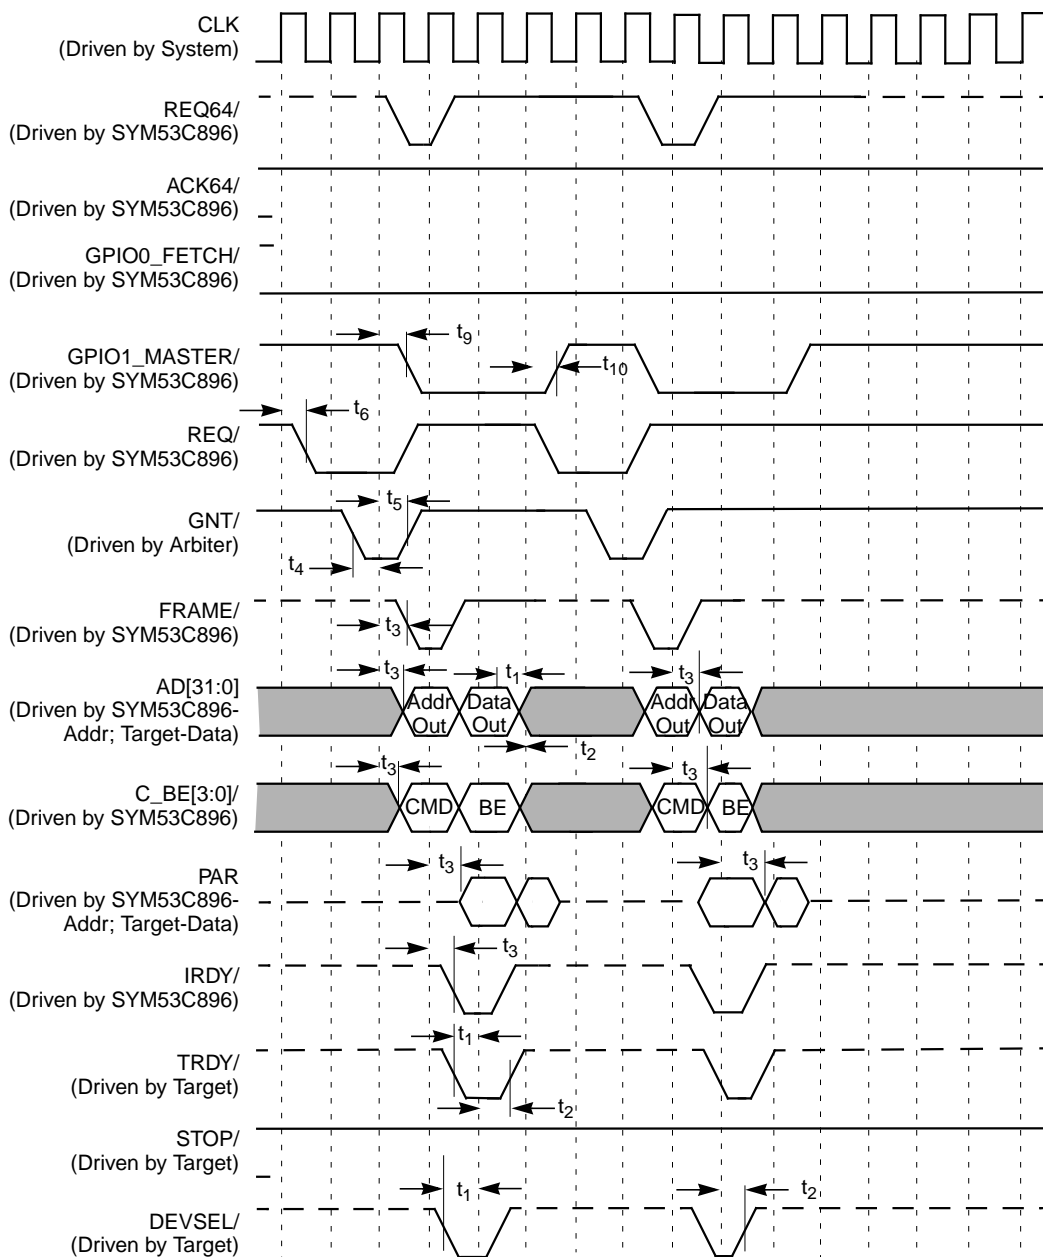 CLK
(Driven by System)
REQ64/
(Driven by SYM53C896)
ACK64/
(Driven by SYM53C896)
GPIO0_FETCH/
(Driven by SYM53C896)
t9
GPIO1_MASTER/
(Driven by SYM53C896)
t10
t6
REQ/
(Driven by SYM53C896)
t5
GNT/
(Driven by Arbiter)
t4
FRAME/
(Driven by SYM53C896)
t3
t3 t1 t3
AD[31:0]
(Driven by SYM53C896-
Addr; Target-Data)
Addr
Out
Data
Out
Addr
Out
Data
Out
t2
t3 t3
C_BE[3:0]/
(Driven by SYM53C896)
CMD BE CMD BE
t3 t3
PAR
(Driven by SYM53C896-
Addr; Target-Data)
t3
IRDY/
(Driven by SYM53C896)
t1
TRDY/
(Driven by Target)
t2
STOP/
(Driven by Target)
t1 t2
DEVSEL/
(Driven by Target)